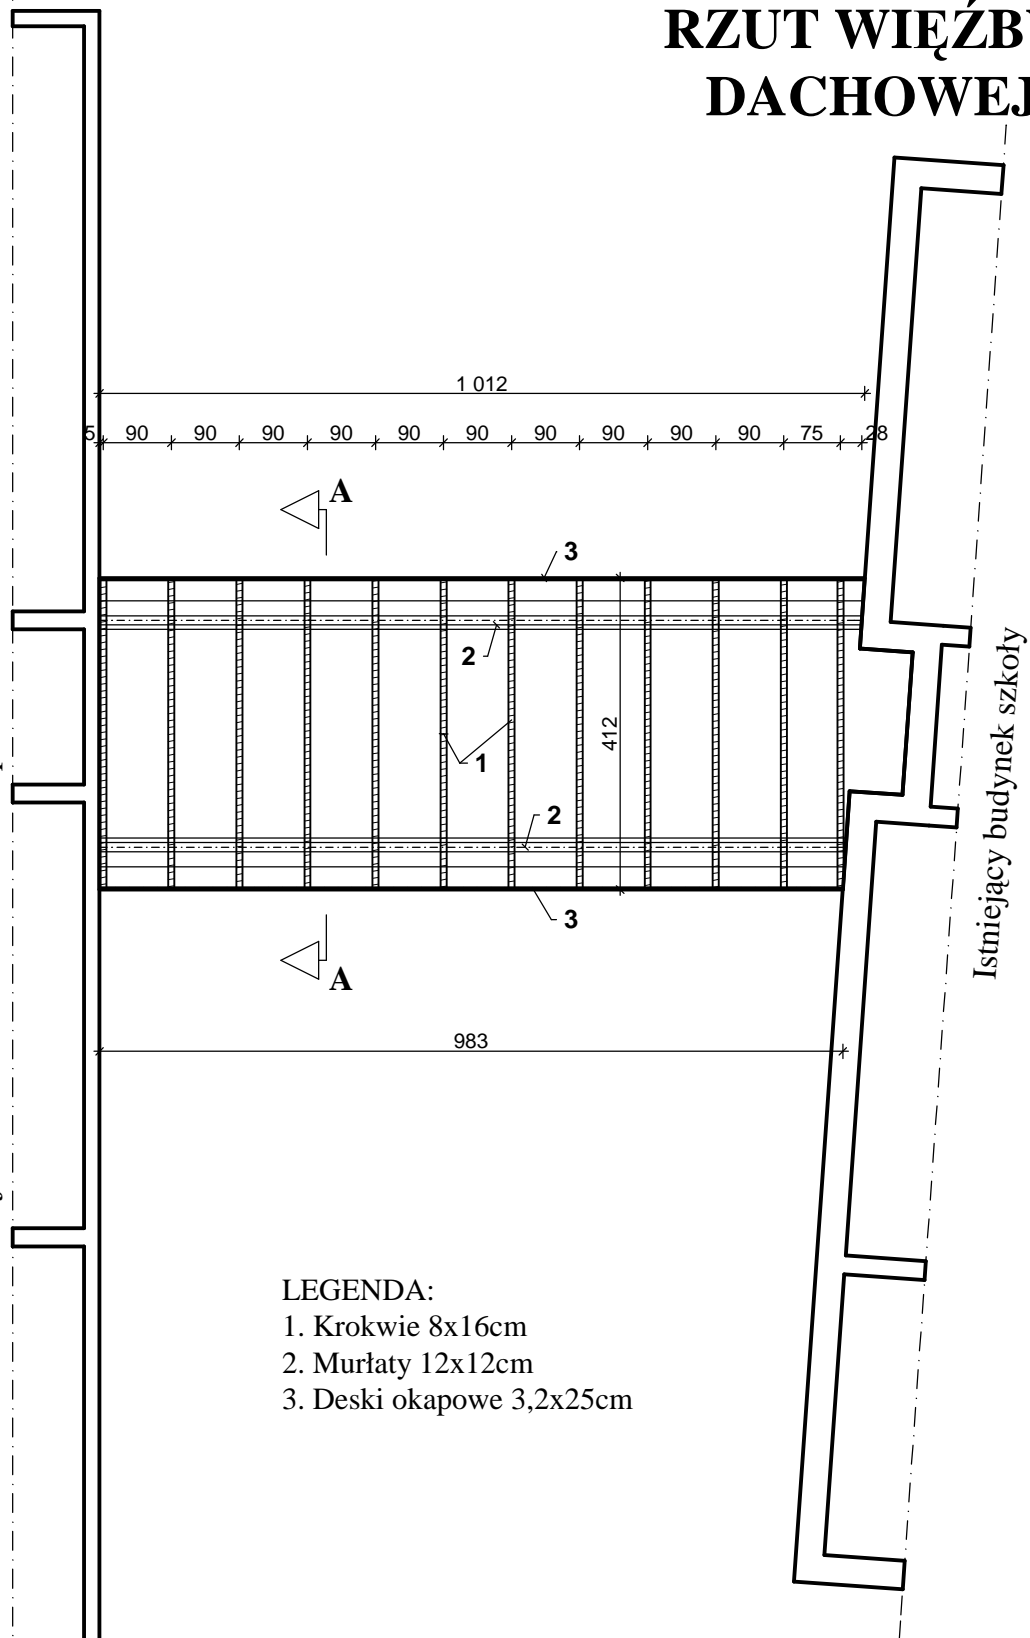 RZUT WIĘŹBY
DACHOWEJ
1 012
5 90 90 90 90 90 90 90 90 90 90 75 28
A
3
2
412
1
2
3
A
983
Istniejący budynek szkoły
LEGENDA:
1. Krokwie 8x16cm
2. Murłaty 12x12cm
3. Deski okapowe 3,2x25cm